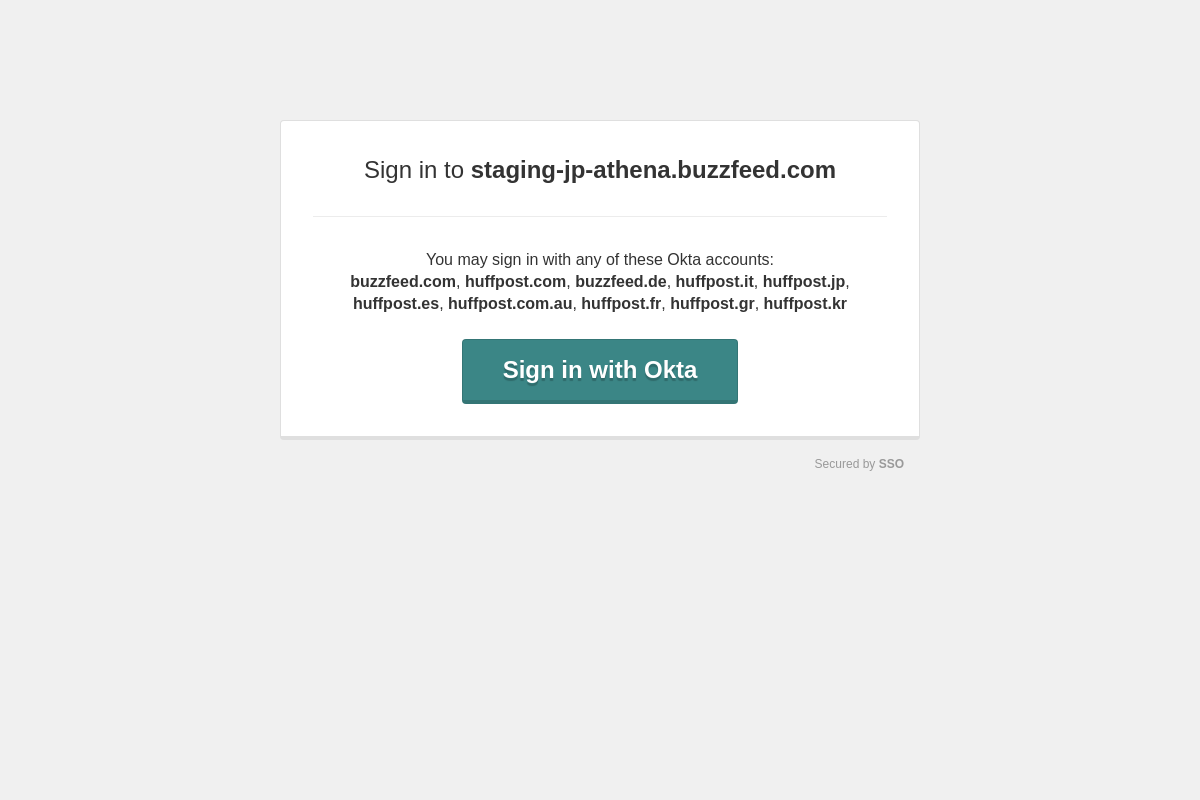 Sign in to staging-jp-athena.buzzfeed.com
You may sign in with any of these Okta accounts:
buzzfeed.com, huffpost.com, buzzfeed.de, huffpost.it, huffpost.jp,
huffpost.es, huffpost.com.au, huffpost.fr, huffpost.gr, huffpost.kr
Sign in with Okta
Secured by SSO